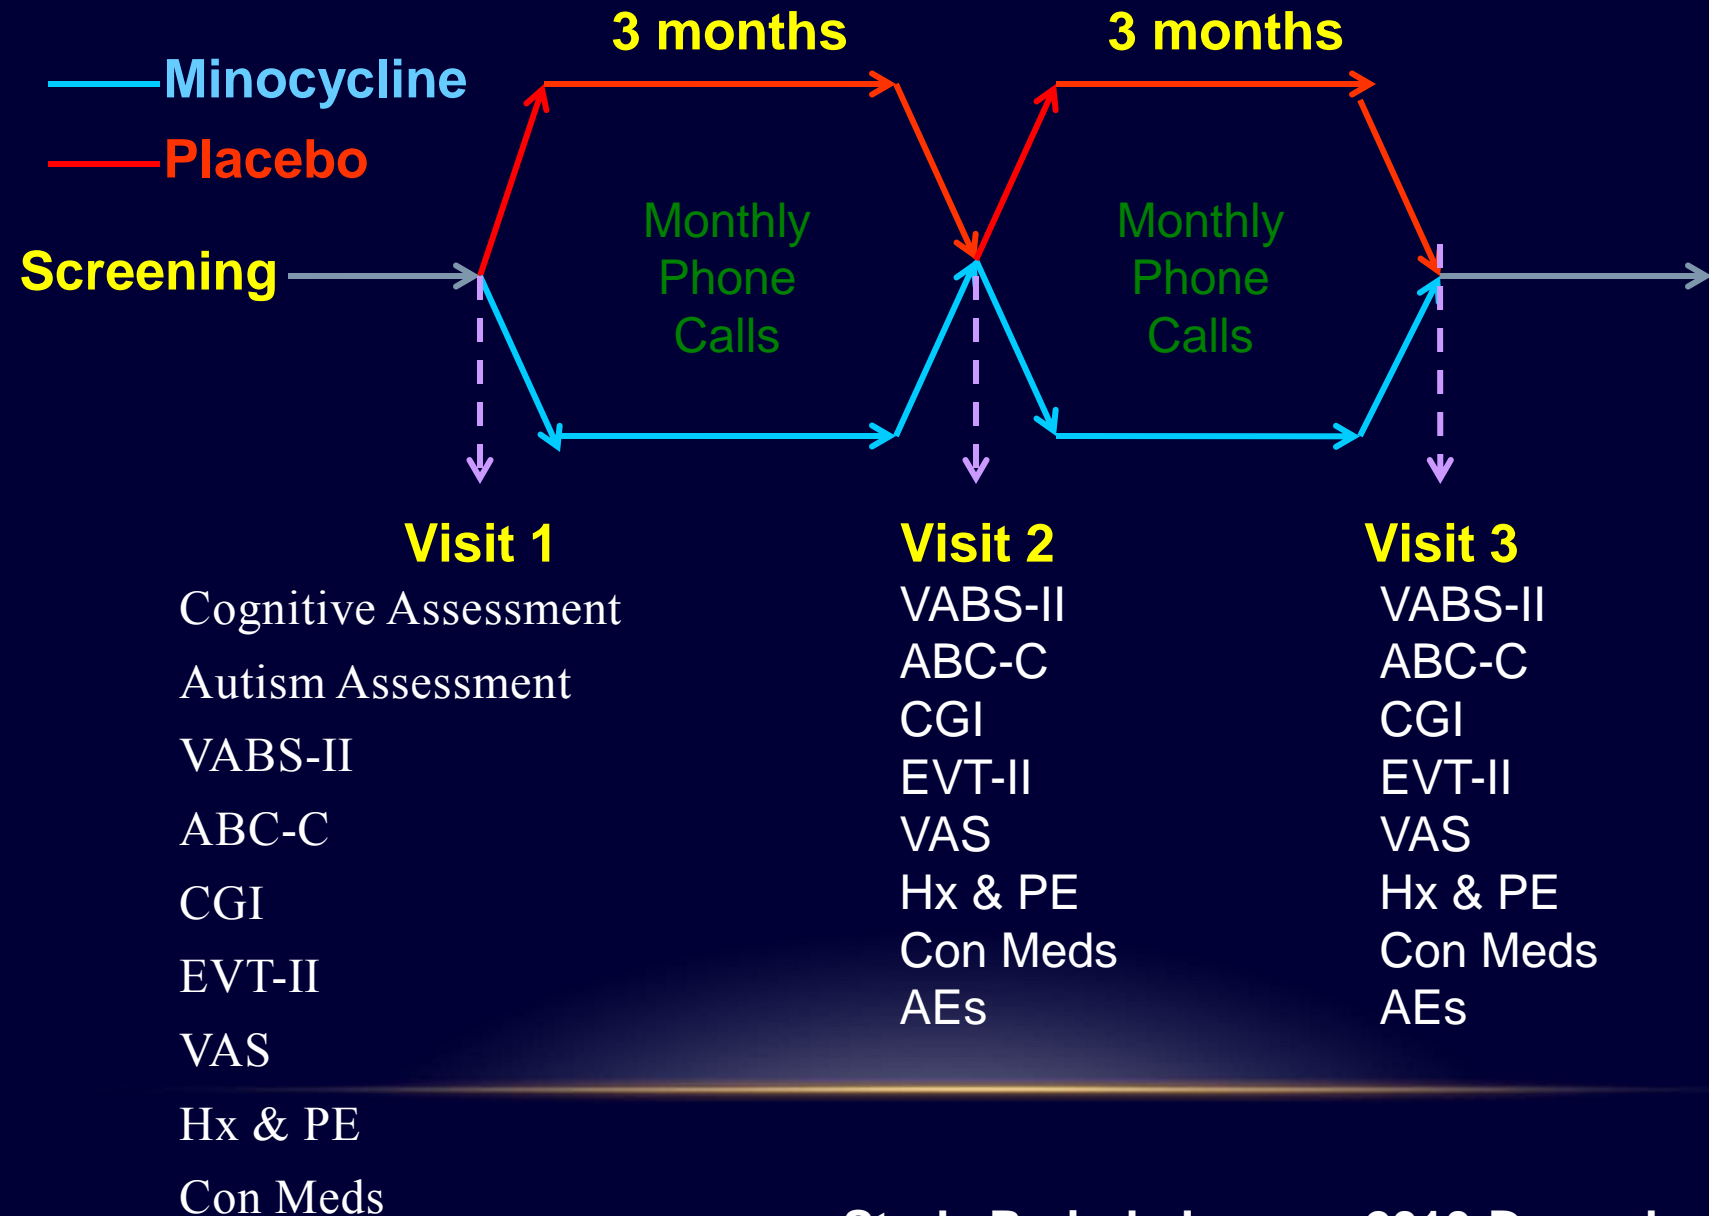 3 months
3 months
Minocycline
Placebo
Screening
Monthly
Phone
Calls
Monthly
Phone
Calls
Visit 1
Cognitive Assessment
Autism Assessment
VABS-II
ABC-C
CGI
EVT-II
VAS
Hx & PE
Con Meds
Visit 2
VABS-II
ABC-C
CGI
EVT-II
VAS
Hx & PE
Con Meds
AEs
Visit 3
VABS-II
ABC-C
CGI
EVT-II
VAS
Hx & PE
Con Meds
AEs